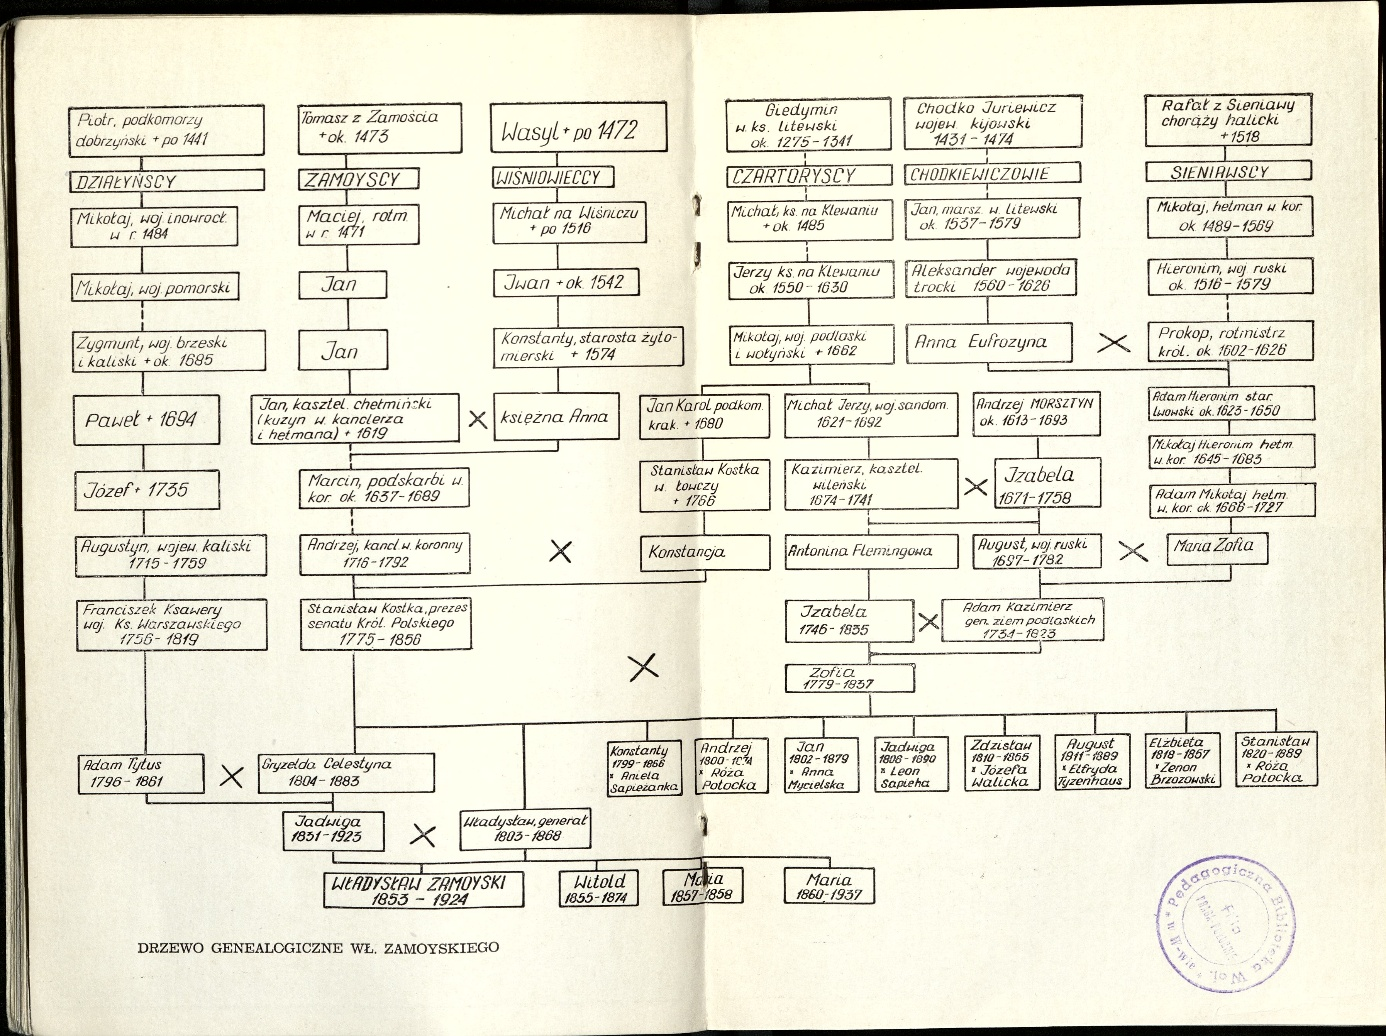 Piotr, podkomorzy
dobrzyński + po 1441
Tomasz z Zamościa
+ ok. 1473
Wasyl + po 1472
Giedymin
w. ks. litewski
ok. 1275-1341
Chodko Juriewicz
wojew. kijowski
1431-1474
Rafał z Sieniawy
chorąży halicki
+ 1518
DZIAŁYŃSCY
ZAMOYSCY
WIŚNIOWIECCY
CZARTORYSCY
CHODKIEWICZOWIE
SIENIAWSCY
Mikołaj, woj. inowrocł.
w r. 1484
Maciej, rotm
w r. 1471
Michał na Wiśniczu
+ po 1516
Michał, ks. na Klewaniu
+ ok. 1485
Jan, marsz. w. litewski
ok. 1537-1579
Mikołaj, hetman w. kor.
ok 1489-1569
Mikołaj, woj. pomorski
Jan
Iwan + ok. 1542
Jerzy ks. na Klewaniu
ok 1550-1630
Aleksander wojewoda
trocki 1560-1626
Hieronim, woj. ruski
ok. 1516-1579
Zygmunt, woj. brzeski
i kaliski + ok. 1685
Jan
Konstanty, starosta żyto-
mierski + 1574
Mikołaj, woj. podlaski
i wołyński + 1662
Anna Eufrozyna
Prokop, rotmistrz
król. ok 1602-1626
Paweł + 1694
Jan, kasztel. chełmiński
(kuzyn w. kanclerza
i hetmana) + 1619
księżna Anna
Jan Karol podkom.
krak. + 1680
Michał Jerzy, woj. sandom.
1621-1692
Andrzej MORSZTYN
ok. 1613-1693
Adam Hieronim star.
lwowski ok. 1623-1650
Mikołaj Hieronim hetm.
w. kor. 1645-1683
Józef + 1735
Marcin, podskarbi w.
kor. ok. 1637-1689
Stanisław Kostka
w. łowczy
+ 1766
Kazimierz, kasztel.
wileński
1674-1741
Izabela
1671-1758
Adam Mikołaj hetm.
w. kor. ok. 1666-1727
Augustyn, wojew. kaliski
1715-1759
Andrzej, kancl. w. koronny
1716-1792
Konstancja
Antonina Flemingowa
August, woj. ruski
1697-1782
Maria Zofia
Franciszek Ksawery
woj. Ks. Warszawskiego
1756-1819
Stanisław Kostka, prezes
senatu Król. Polskiego
1775-1856
Izabela
1746-1835
Adam Kazimierz
gen. ziem podlaskich
1734-1823
Zofia
1779-1837
Adam Tytus
1796-1861
Gryzelda Celestyna
1804-1883
Konstanty
1799-1866
x Aniela
Sapieżanka
Andrzej
x Róża
Potocka
Jan
1802-1879
x Anna
Mycielska
Jadwiga
1806-1890
x Leon
Sapieha
Zdzisław
1810-1855
x Józefa
Walicka
August
1811-1889
x Elfryda
Tyzenhaus
Elżbieta
1818-1857
x Zenon
Brzozowski
Stanisław
1820-1889
x Róża
Potocka
Jadwiga
1831-1923
Władysław, generał
1803-1868
WŁADYSŁAW ZAMOYSKI
1853 - 1924
Witold
1855-1874
Maria
1857-1858
Maria
1860-1937
DRZEWO GENEALOGICZNE WŁ. ZAMOYSKIEGO
Pedagogiczna Biblioteka Woj.
Filia